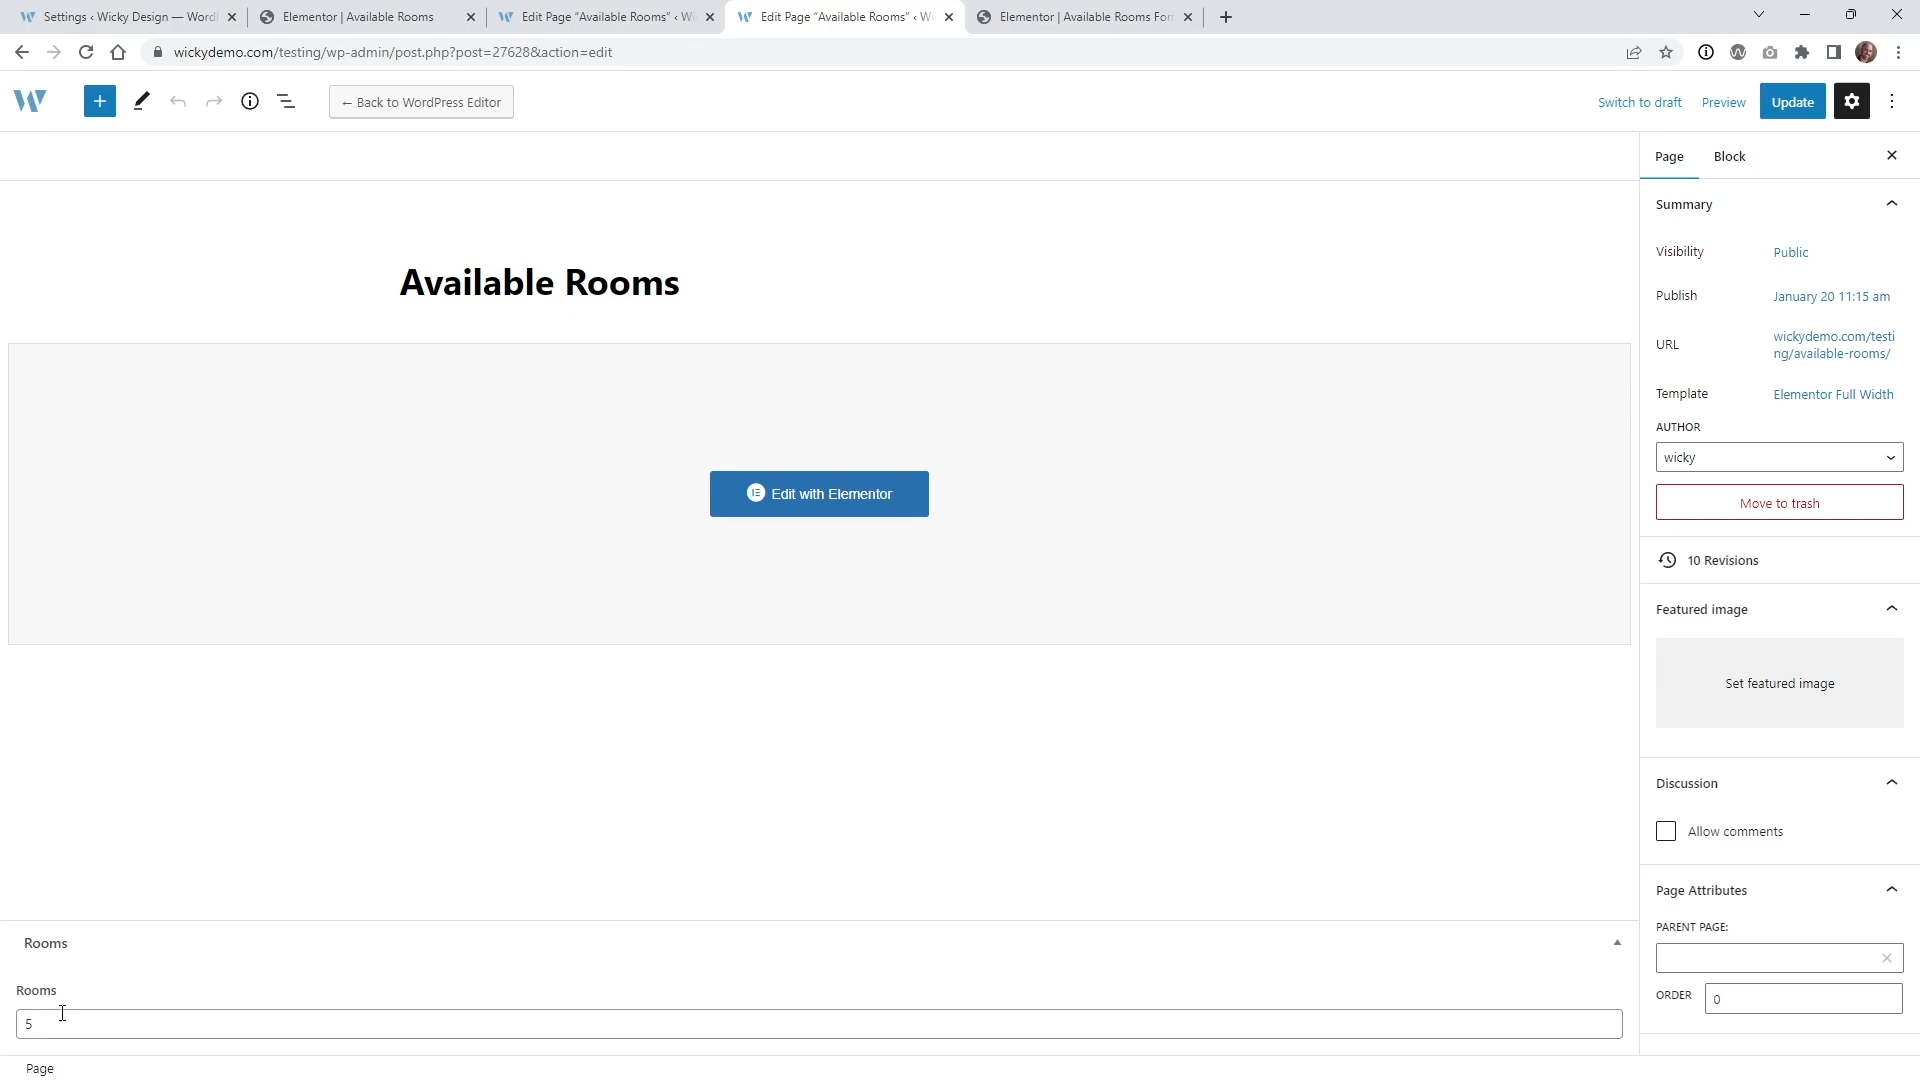 Settings ‹ Wicky Design — Word
Elementor | Available Rooms
Edit Page “Available Rooms” ‹ Wi
Edit Page “Available Rooms” ‹ Wi
Elementor | Available Rooms For
wickydemo.com/testing/wp-admin/post.php?post=27628&action=edit
← Back to WordPress Editor
Switch to draft
Preview
Update
Page
Block
Summary
Visibility
Public
Publish
January 20 11:15 am
URL
wickydemo.com/testi
ng/available-rooms/
Template
Elementor Full Width
AUTHOR
wicky
Move to trash
10 Revisions
Featured image
Set featured image
Discussion
Allow comments
Page Attributes
PARENT PAGE:
ORDER
0
Available Rooms
Edit with Elementor
Rooms
Rooms
5
Page